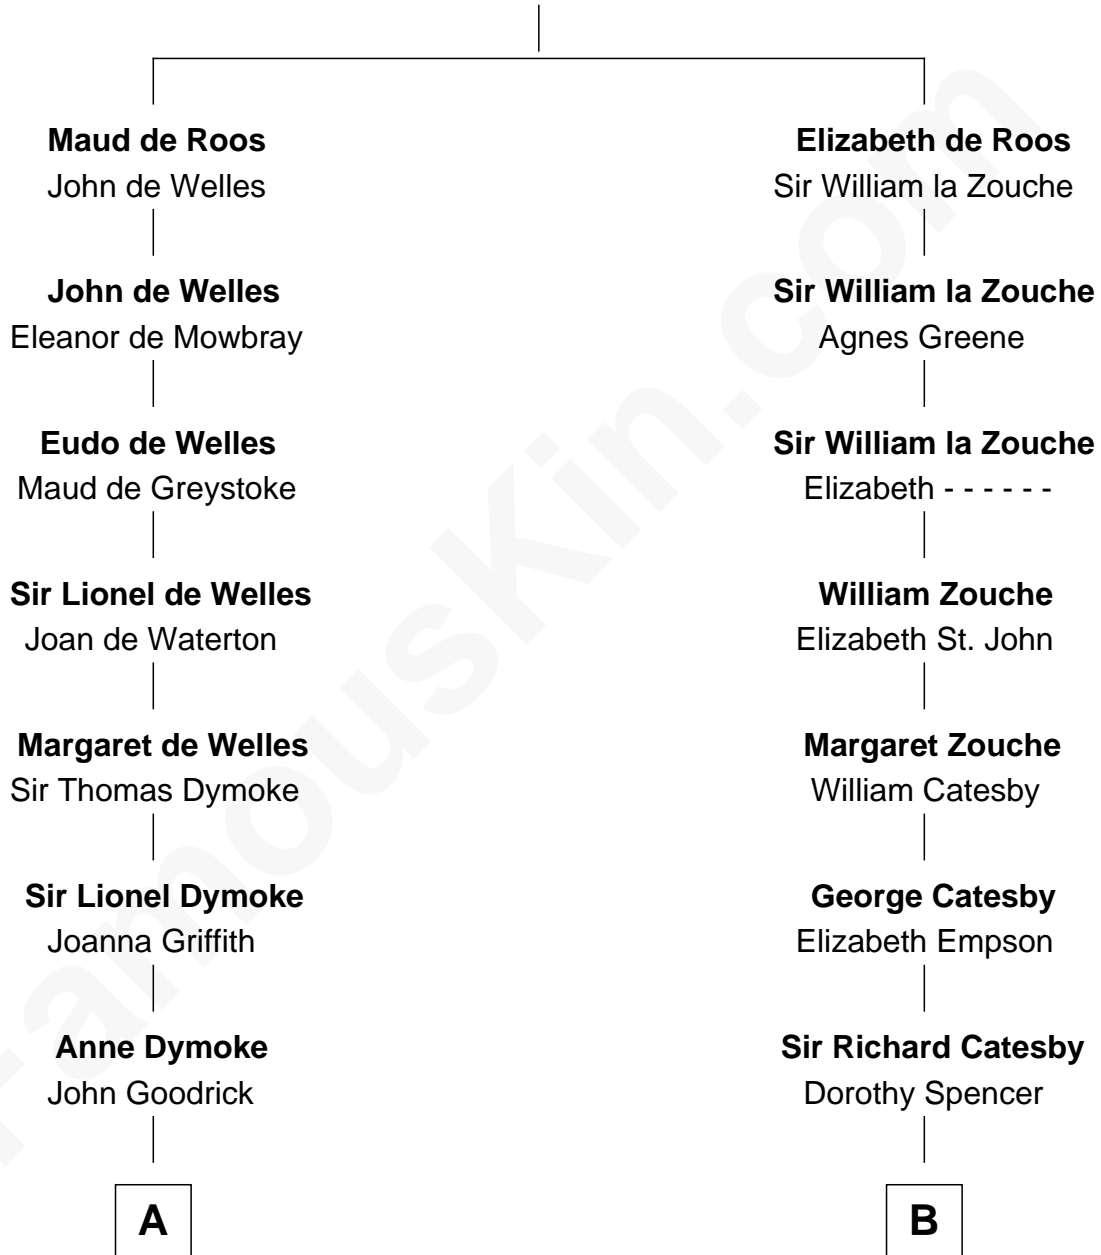 Maud de Roos
John de Welles
Elizabeth de Roos
Sir William la Zouche
John de Welles
Eleanor de Mowbray
Sir William la Zouche
Agnes Greene
Eudo de Welles
Maud de Greystoke
Sir William la Zouche
Elizabeth - - - - - -
Sir Lionel de Welles
Joan de Waterton
William Zouche
Elizabeth St. John
Margaret de Welles
Sir Thomas Dymoke
Margaret Zouche
William Catesby
Sir Lionel Dymoke
Joanna Griffith
George Catesby
Elizabeth Empson
Anne Dymoke
John Goodrick
Sir Richard Catesby
Dorothy Spencer
A
B
FamousKin.com